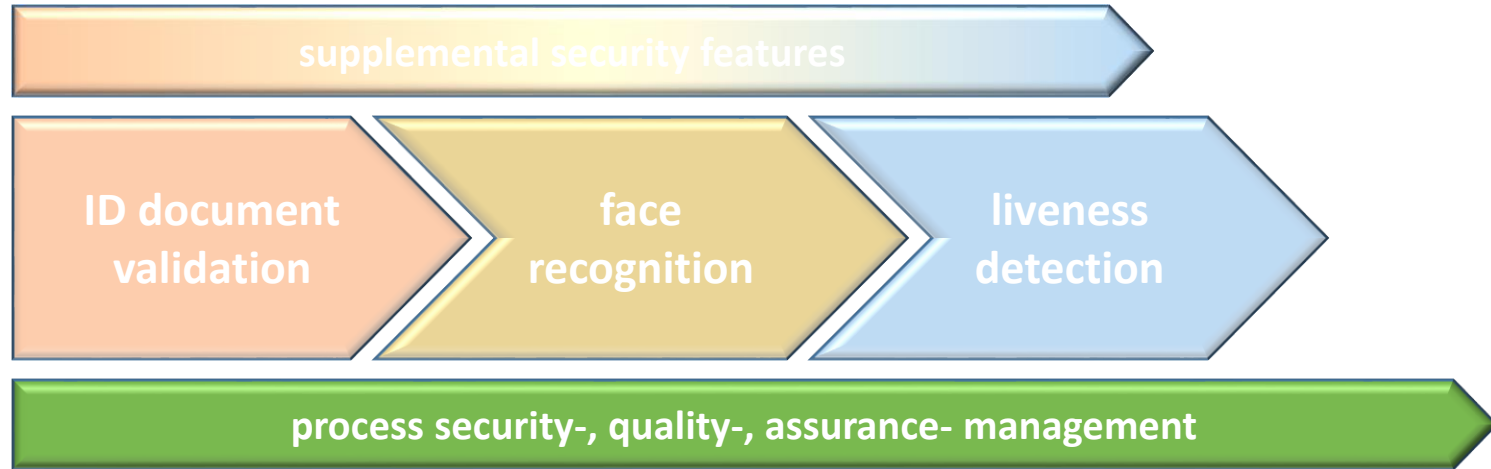 supplemental security features
ID document
validation
face
recognition
liveness
detection
process security-, quality-, assurance- management